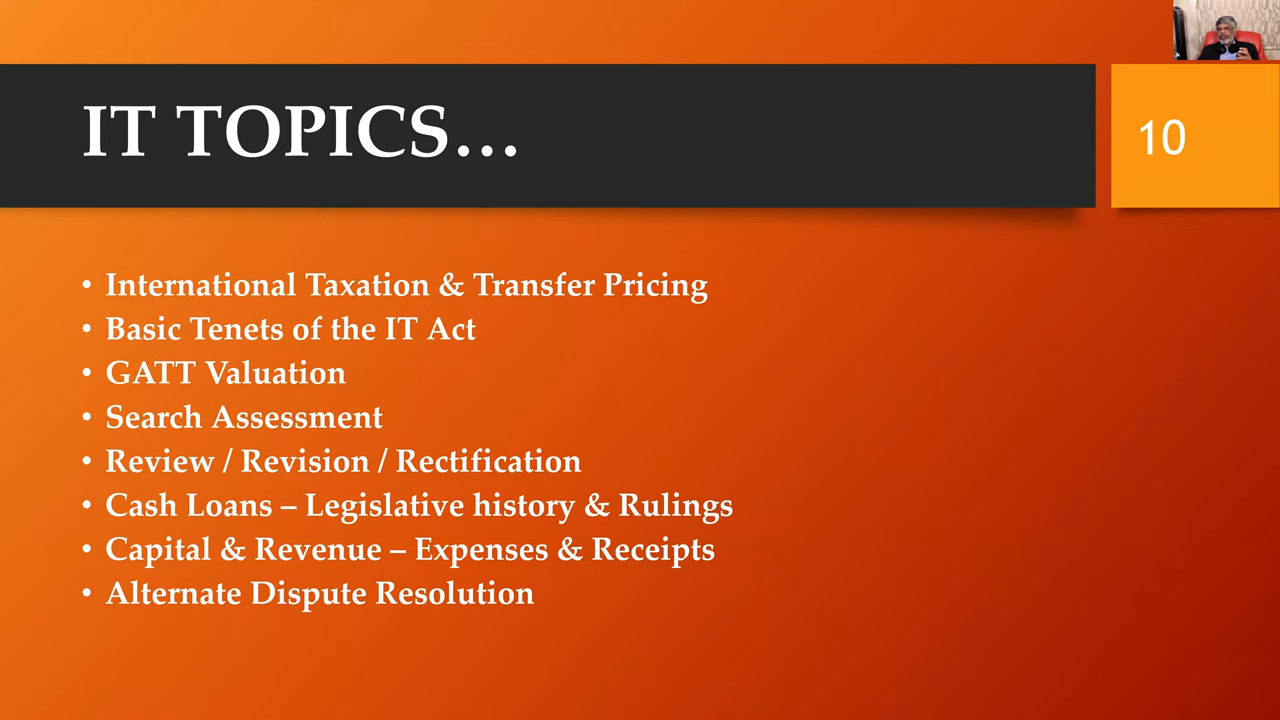 IT TOPICS…
10
• International Taxation & Transfer Pricing
• Basic Tenets of the IT Act
• GATT Valuation
• Search Assessment
• Review / Revision / Rectification
• Cash Loans – Legislative history & Rulings
• Capital & Revenue – Expenses & Receipts
• Alternate Dispute Resolution